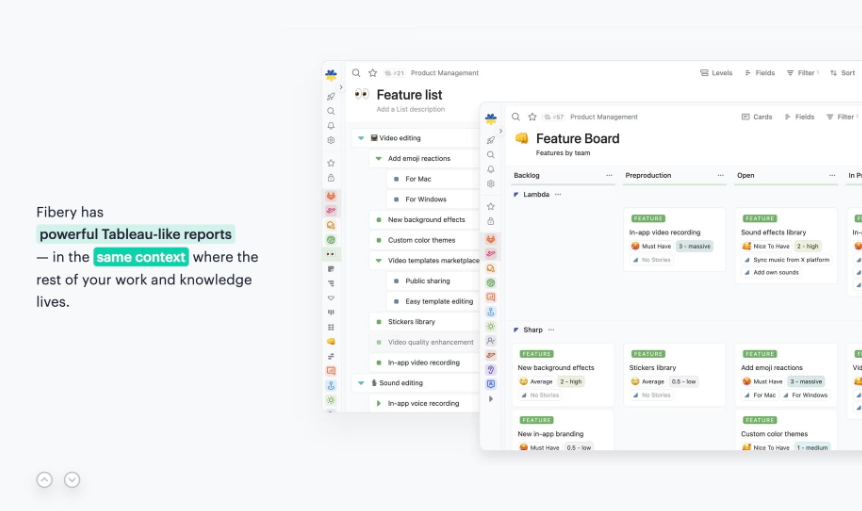 Fibery has
powerful Tableau-like reports
— in the same context where the
rest of your work and knowledge
lives.
Product Management
Levels
Fields
Filter
Sort
Feature list
Add a List description
Video editing
Add emoji reactions
For Mac
For Windows
New background effects
Custom color themes
Video templates marketplace
Public sharing
Easy template editing
Stickers library
Video quality enhancement
In-app video recording
Sound editing
In-app voice recording
Product Management
Cards
Fields
Filter
Feature Board
Features by team
Backlog
Preproduction
Open
Lambda
FEATURE
In-app video recording
Must Have 3 - massive
No Stories
FEATURE
Sound effects library
Nice To Have 2 - high
Sync music from X platform
Add own sounds
Sharp
FEATURE
New background effects
Average 2 - high
No Stories
FEATURE
Stickers library
Average 0.5 - low
No Stories
FEATURE
Add emoji reactions
Must Have 3 - massive
For Mac For Windows
FEATURE
New in-app branding
Must Have 0.5 - low
FEATURE
Custom color themes
Nice To Have 1 - medium